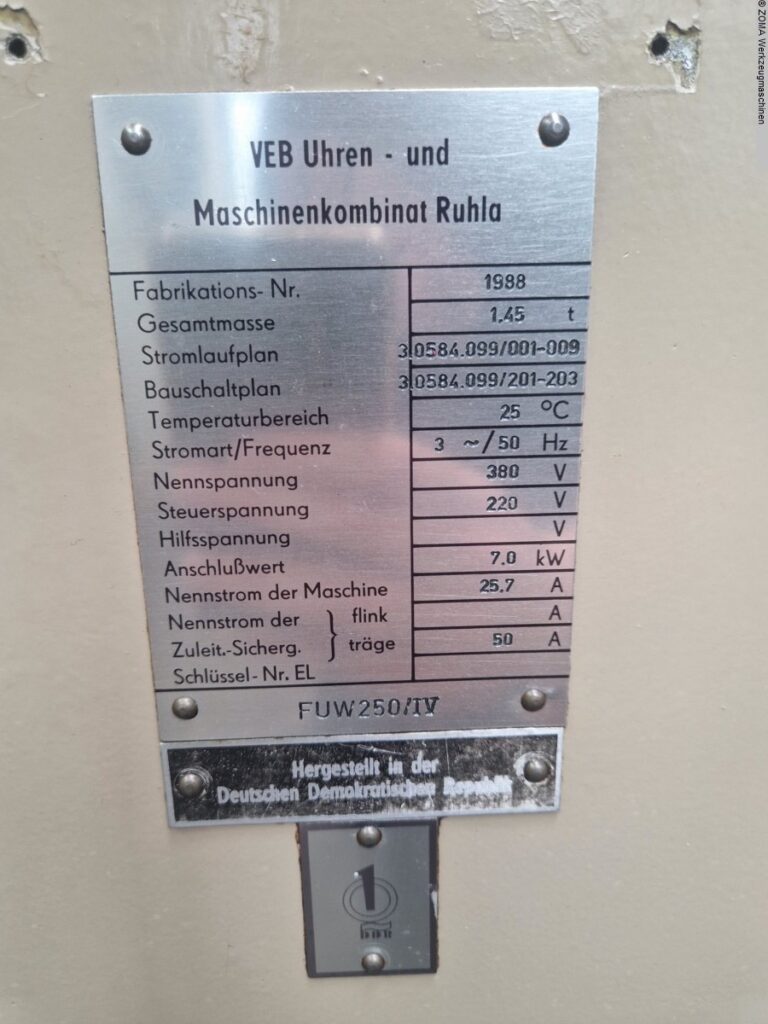 © ZOMA Werkzeugmaschinen
VEB Uhren - und
Maschinenkombinat Ruhla
Fabrikations- Nr. 1988
Gesamtmasse 1.45 t
Stromlaufplan 3.0584.099/001-009
Bauschaltplan 3.0584.099/201-203
Temperaturbereich 25 °C
Stromart/Frequenz 3 ~/50 Hz
Nennspannung 380 V
Steuerspannung 220 V
Hilfsspannung V
Anschlußwert 7.0 kW
Nennstrom der Maschine 25.7 A
Nennstrom der flink A
Zuleit.-Sicherg. träge 50 A
Schlüssel-Nr. EL
FUW250/IV
Hergestellt in der
Deutschen Demokratischen Republik
1
DDR